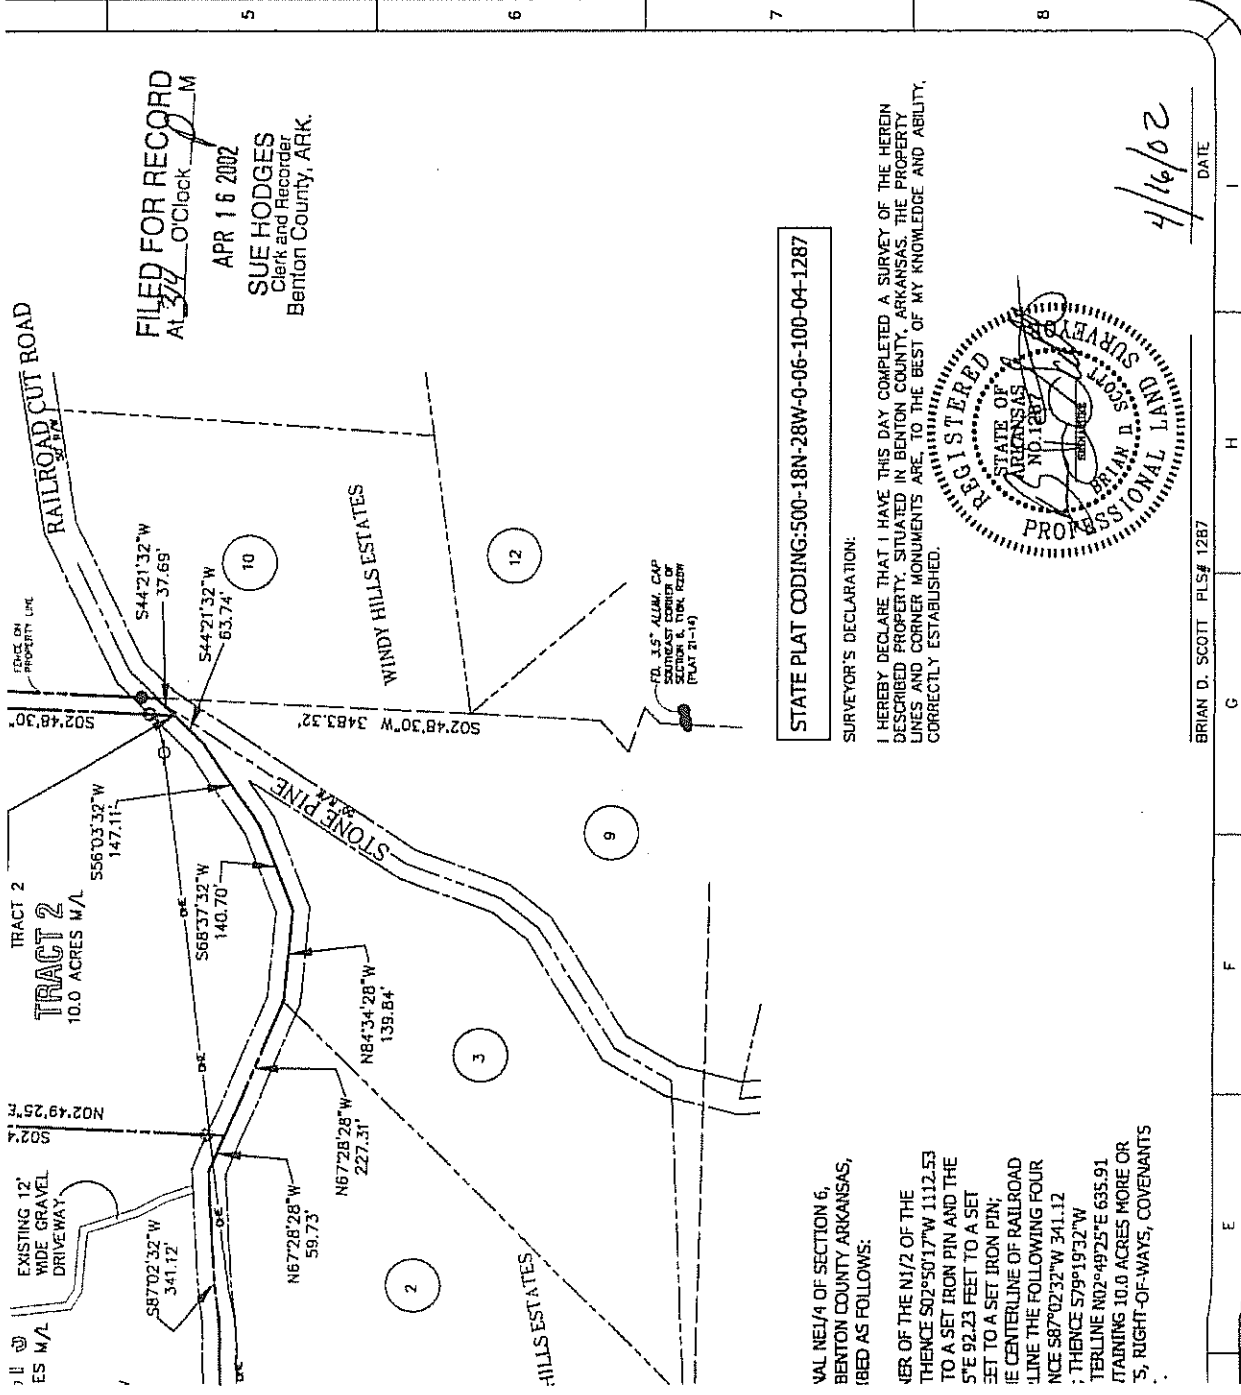 5
6
7
8
FILED FOR RECORD
At 314 O'Clock M
APR 16 2002
SUE HODGES
Clerk and Recorder
Benton County, ARK.
RAILROAD CUT ROAD
50' R/W
FENCE ON
PROPERTY LINE
S44°21'32"W
37.69'
S44°21'32"W
63.74'
10
WINDY HILLS ESTATES
12
S02°48'30"
S02°48'30"W 3483.32'
FD. 3.5" ALUM. CAP
SOUTHEAST CORNER OF
SECTION 6, T18N, R28W
(PLAT 21-14)
STONE PINE
50' R/W
9
TRACT 2
TRACT 2
10.0 ACRES M/L
S56°03'32"W
147.11'
S68°37'32"W
140.70'
OHE
OHE
OHE
OHE
N84°34'28"W
139.84'
3
N67°28'28"W
227.31'
N67°28'28"W
59.73'
N02°49'25"E
S02°4
EXISTING 12'
WIDE GRAVEL
DRIVEWAY
S87°02'32"W
341.12'
2
HILLS ESTATES
ES M/L
STATE PLAT CODING:500-18N-28W-0-06-100-04-1287
SURVEYOR'S DECLARATION:
I HEREBY DECLARE THAT I HAVE THIS DAY COMPLETED A SURVEY OF THE HEREIN
DESCRIBED PROPERTY, SITUATED IN BENTON COUNTY, ARKANSAS. THE PROPERTY
LINES AND CORNER MONUMENTS ARE, TO THE BEST OF MY KNOWLEDGE AND ABILITY,
CORRECTLY ESTABLISHED.
REGISTERED
PROFESSIONAL LAND SURVEYOR
STATE OF
ARKANSAS
NO. 1287
BRIAN D. SCOTT
4/16/02
BRIAN D. SCOTT PLS# 1287
DATE
NAL NE1/4 OF SECTION 6,
BENTON COUNTY ARKANSAS,
IBED AS FOLLOWS:
NER OF THE N1/2 OF THE
THENCE S02°50'17"W 1112.53
TO A SET IRON PIN AND THE
5"E 92.23 FEET TO A SET
EET TO A SET IRON PIN;
E CENTERLINE OF RAILROAD
LINE THE FOLLOWING FOUR
NCE S87°02'32"W 341.12
; THENCE S79°19'32"W
TERLINE N02°49'25"E 635.91
TAINING 10.0 ACRES MORE OR
TS, RIGHT-OF-WAYS, COVENANTS
E
F
G
H
I